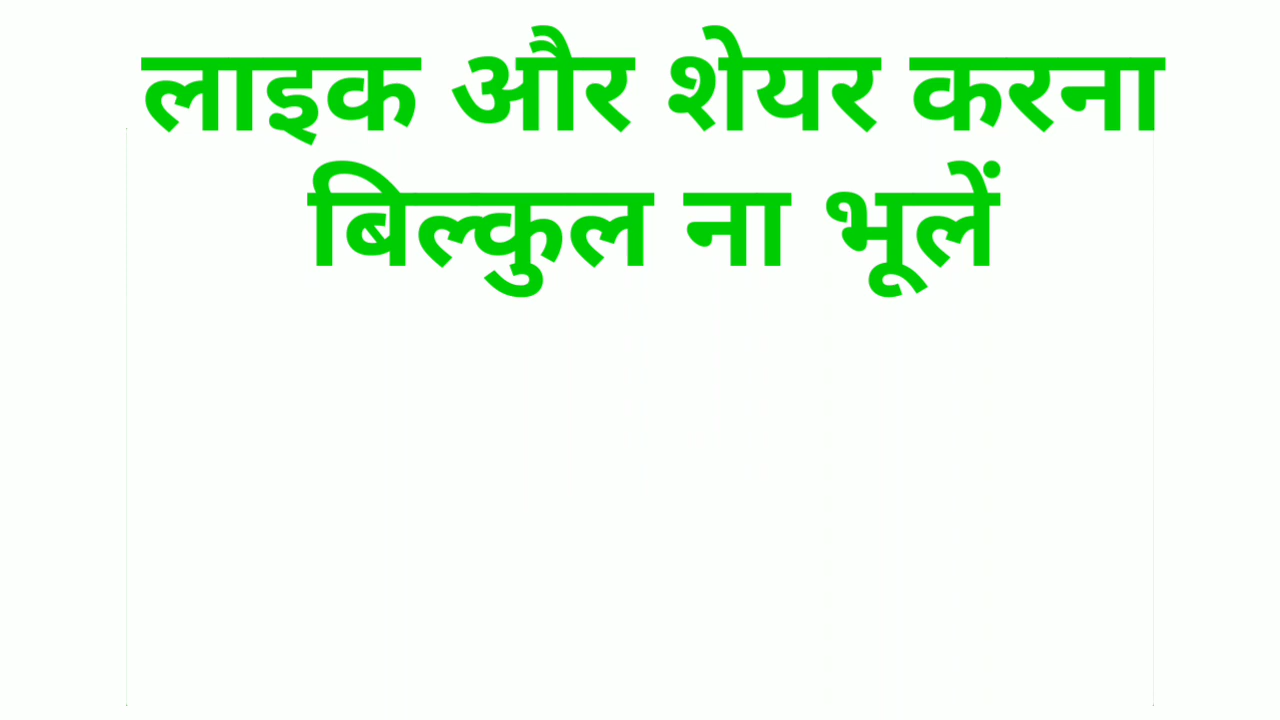 लाइक और शेयर करना
बिल्कुल ना भूलें